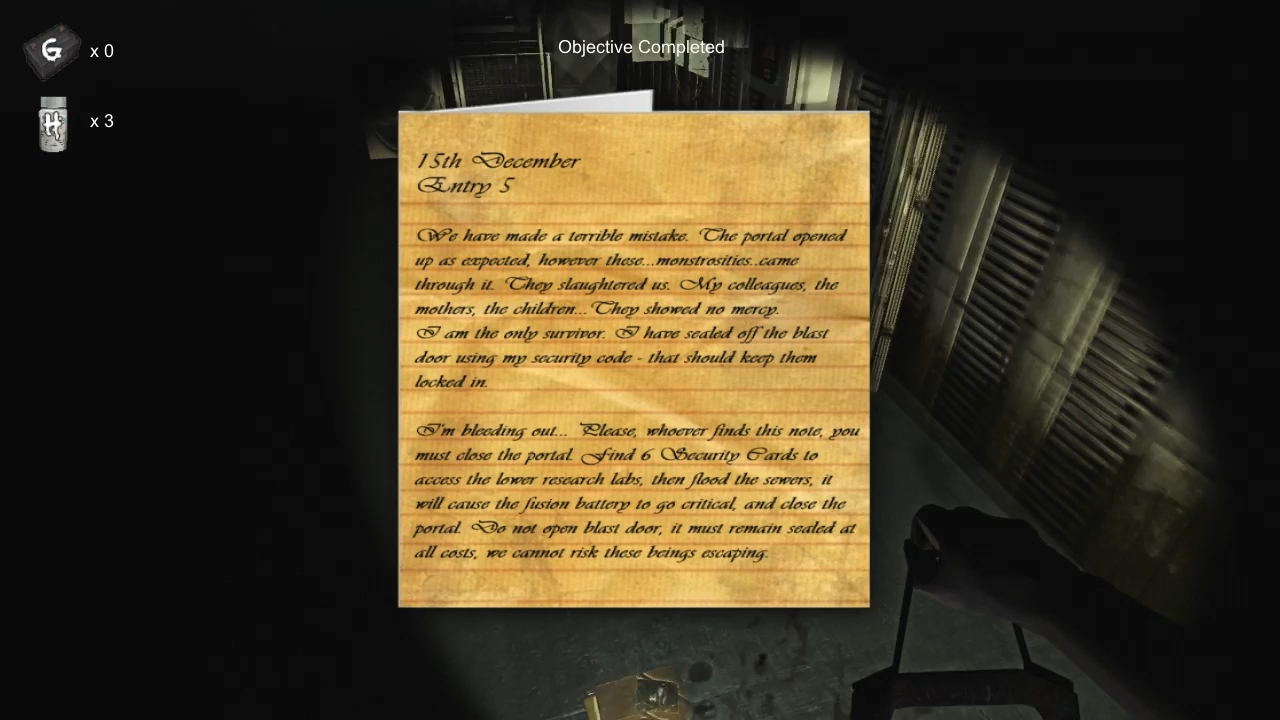 x 0
Objective Completed
x 3
15th December
Entry 5
We have made a terrible mistake. The portal opened
up as expected, however these...monstrosities..came
through it. They slaughtered us. My colleagues, the
mothers, the children... They showed no mercy.
I am the only survivor. I have sealed off the blast
door using my security code - that should keep them
locked in.
I'm bleeding out... Please, whoever finds this note, you
must close the portal. Find 6 Security Cards to
access the lower research labs, then flood the sewers, it
will cause the fusion battery to go critical, and close the
portal. Do not open blast door, it must remain sealed at
all costs, we cannot risk these beings escaping.